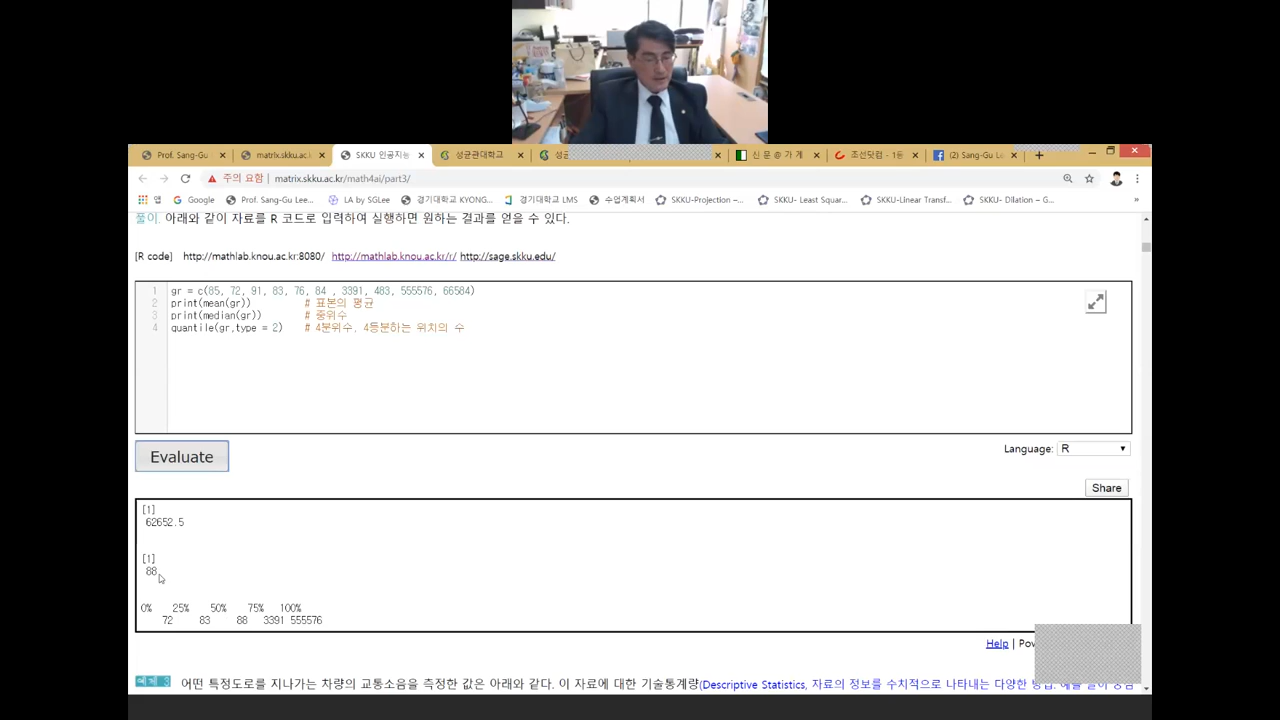 Prof. Sang-Gu
matrix.skku.ac.k
SKKU 인공지능
성균관대학교
성균
신 문 @ 가 게
조선닷컴 - 1등
(2) Sang-Gu Le
주의 요함
matrix.skku.ac.kr/math4ai/part3/
앱
Google
Prof. Sang-Gu Lee...
LA by SGLee
경기대학교 KYONG...
경기대학교 LMS
수업계획서
SKKU-Projection –...
SKKU- Least Squar...
SKKU-Linear Transf...
SKKU- Dilation – G...
»
풀이. 아래와 같이 자료를 R 코드로 입력하여 실행하면 원하는 결과를 얻을 수 있다.
[R code] http://mathlab.knou.ac.kr:8080/ http://mathlab.knou.ac.kr/r/ http://sage.skku.edu/
1 gr = c(85, 72, 91, 83, 76, 84 , 3391, 483, 555576, 66584)
2 print(mean(gr)) # 표본의 평균
3 print(median(gr)) # 중위수
4 quantile(gr,type = 2) # 4분위수, 4등분하는 위치의 수
Evaluate
Language: R
Share
[1]
62652.5
[1]
88
0% 25% 50% 75% 100%
72 83 88 3391 555576
Help | Pow
예제 3 어떤 특정도로를 지나가는 차량의 교통소음을 측정한 값은 아래와 같다. 이 자료에 대한 기술통계량(Descriptive Statistics, 자료의 정보를 수치적으로 나타내는 다양한 방법.